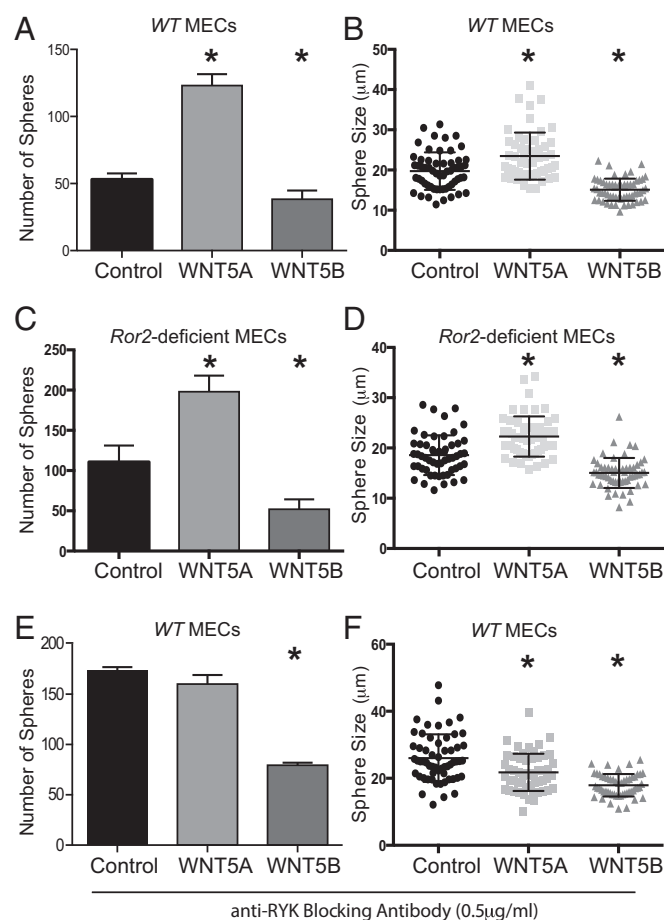 A
WT MECs
Number of Spheres
150
100
50
0
*
*
Control WNT5A WNT5B
B
WT MECs
Sphere Size (μm)
50
40
30
20
10
0
*
*
Control WNT5A WNT5B
C
Ror2-deficient MECs
Number of Spheres
250
200
150
100
50
0
*
*
Control WNT5A WNT5B
D
Ror2-deficient MECs
Sphere Size (μm)
40
30
20
10
0
*
*
Control WNT5A WNT5B
E
WT MECs
Number of Spheres
200
150
100
50
0
*
Control WNT5A WNT5B
F
WT MECs
Sphere Size (μm)
60
40
20
0
*
*
Control WNT5A WNT5B
anti-RYK Blocking Antibody (0.5μg/ml)